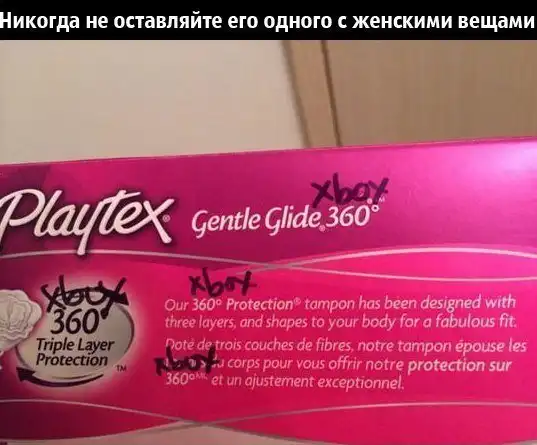 Никогда не оставляйте его одного с женскими вещами
Playtex® Gentle Glide® xbox 360°™
xbox
360°
Triple Layer
Protection™
xbox
Our 360° Protection® tampon has been designed with
three layers, and shapes to your body for a fabulous fit.
Doté de trois couches de fibres, notre tampon épouse les
xbox corps pour vous offrir notre protection sur
360°MC et un ajustement exceptionnel.